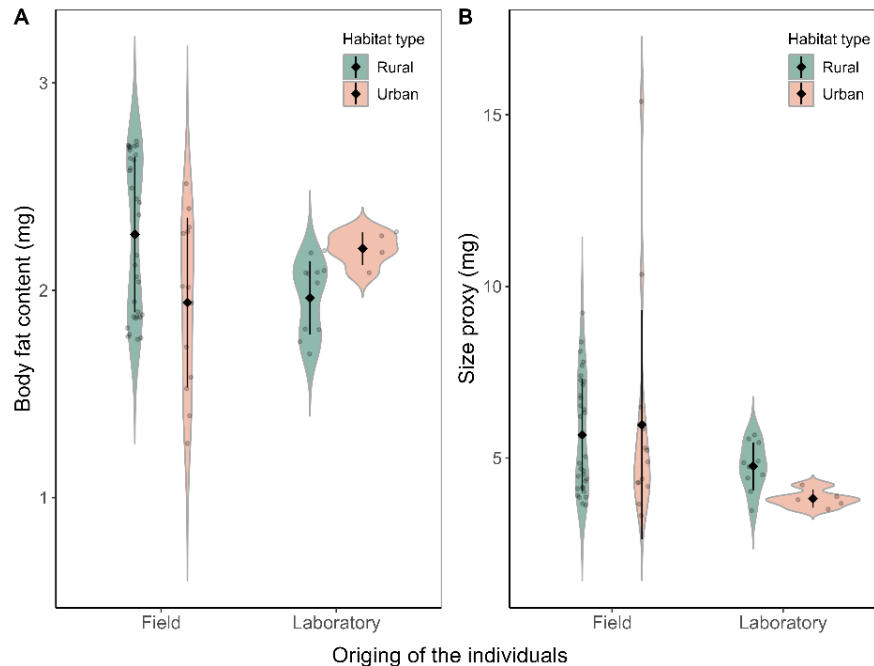 A
Habitat type
Rural
Urban
3
2
1
Body fat content (mg)
Field
Laboratory
B
Habitat type
Rural
Urban
15
10
5
Size proxy (mg)
Field
Laboratory
Origing of the individuals